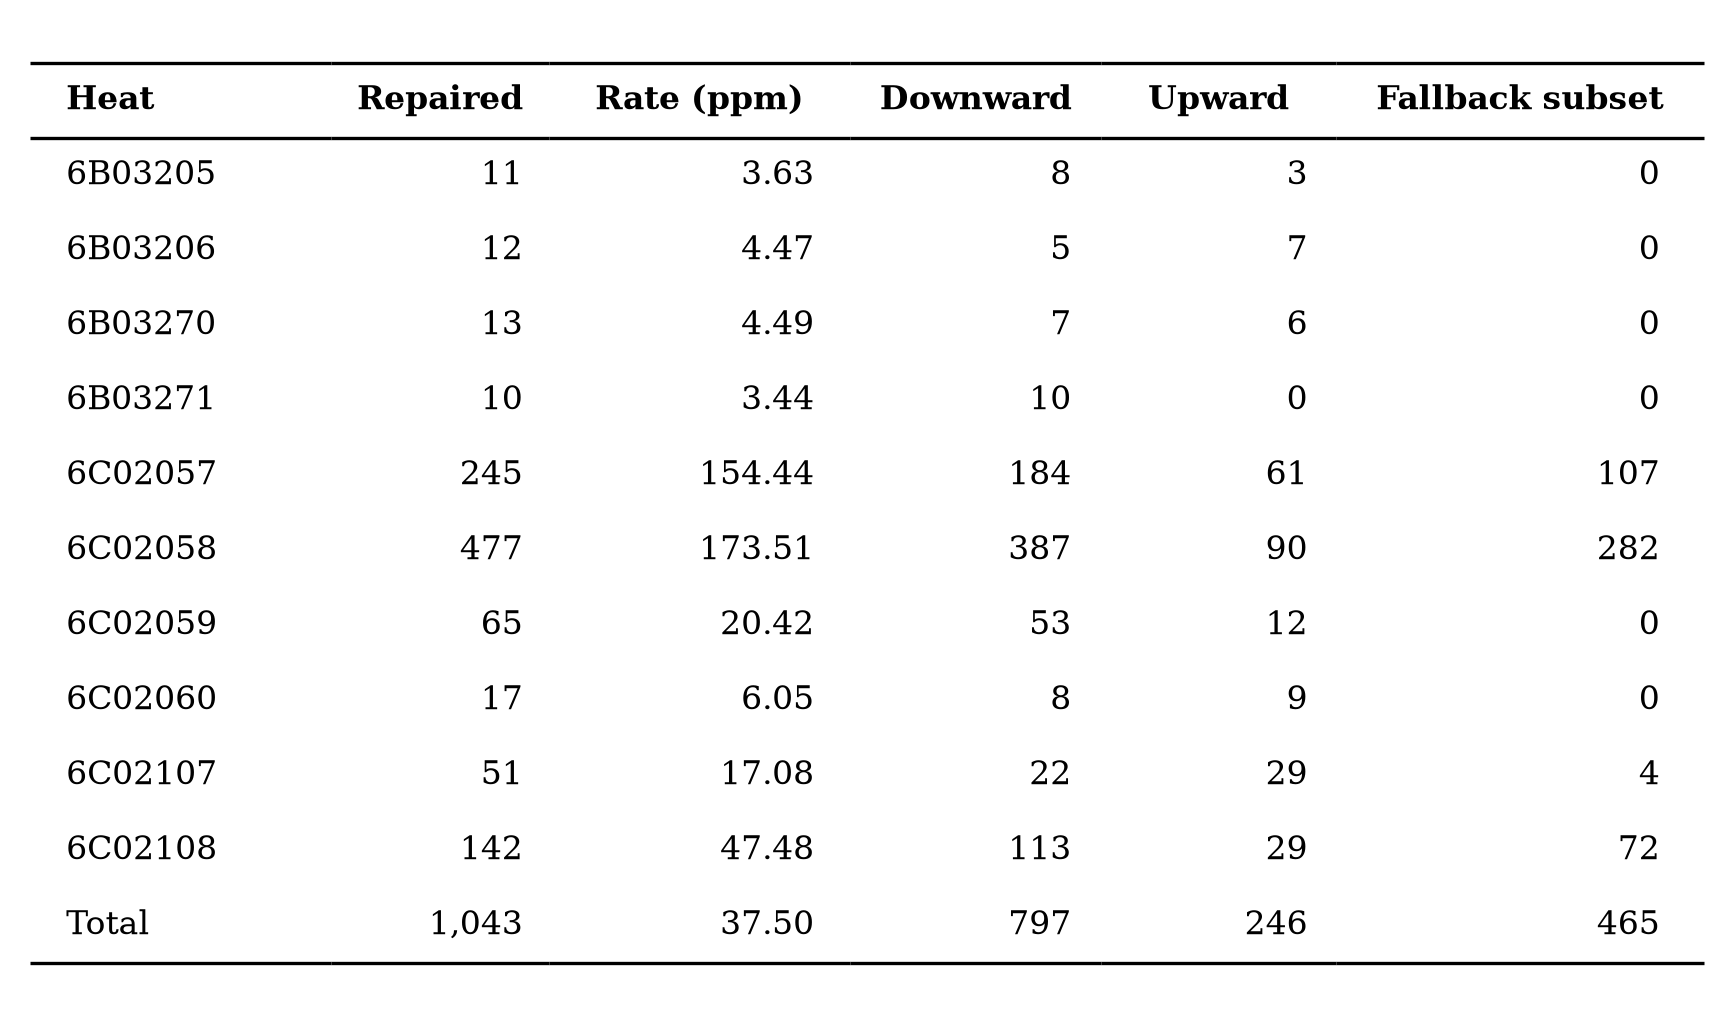 Heat Repaired Rate (ppm) Downward Upward Fallback subset
6B03205 11 3.63 8 3 0
6B03206 12 4.47 5 7 0
6B03270 13 4.49 7 6 0
6B03271 10 3.44 10 0 0
6C02057 245 154.44 184 61 107
6C02058 477 173.51 387 90 282
6C02059 65 20.42 53 12 0
6C02060 17 6.05 8 9 0
6C02107 51 17.08 22 29 4
6C02108 142 47.48 113 29 72
Total 1,043 37.50 797 246 465